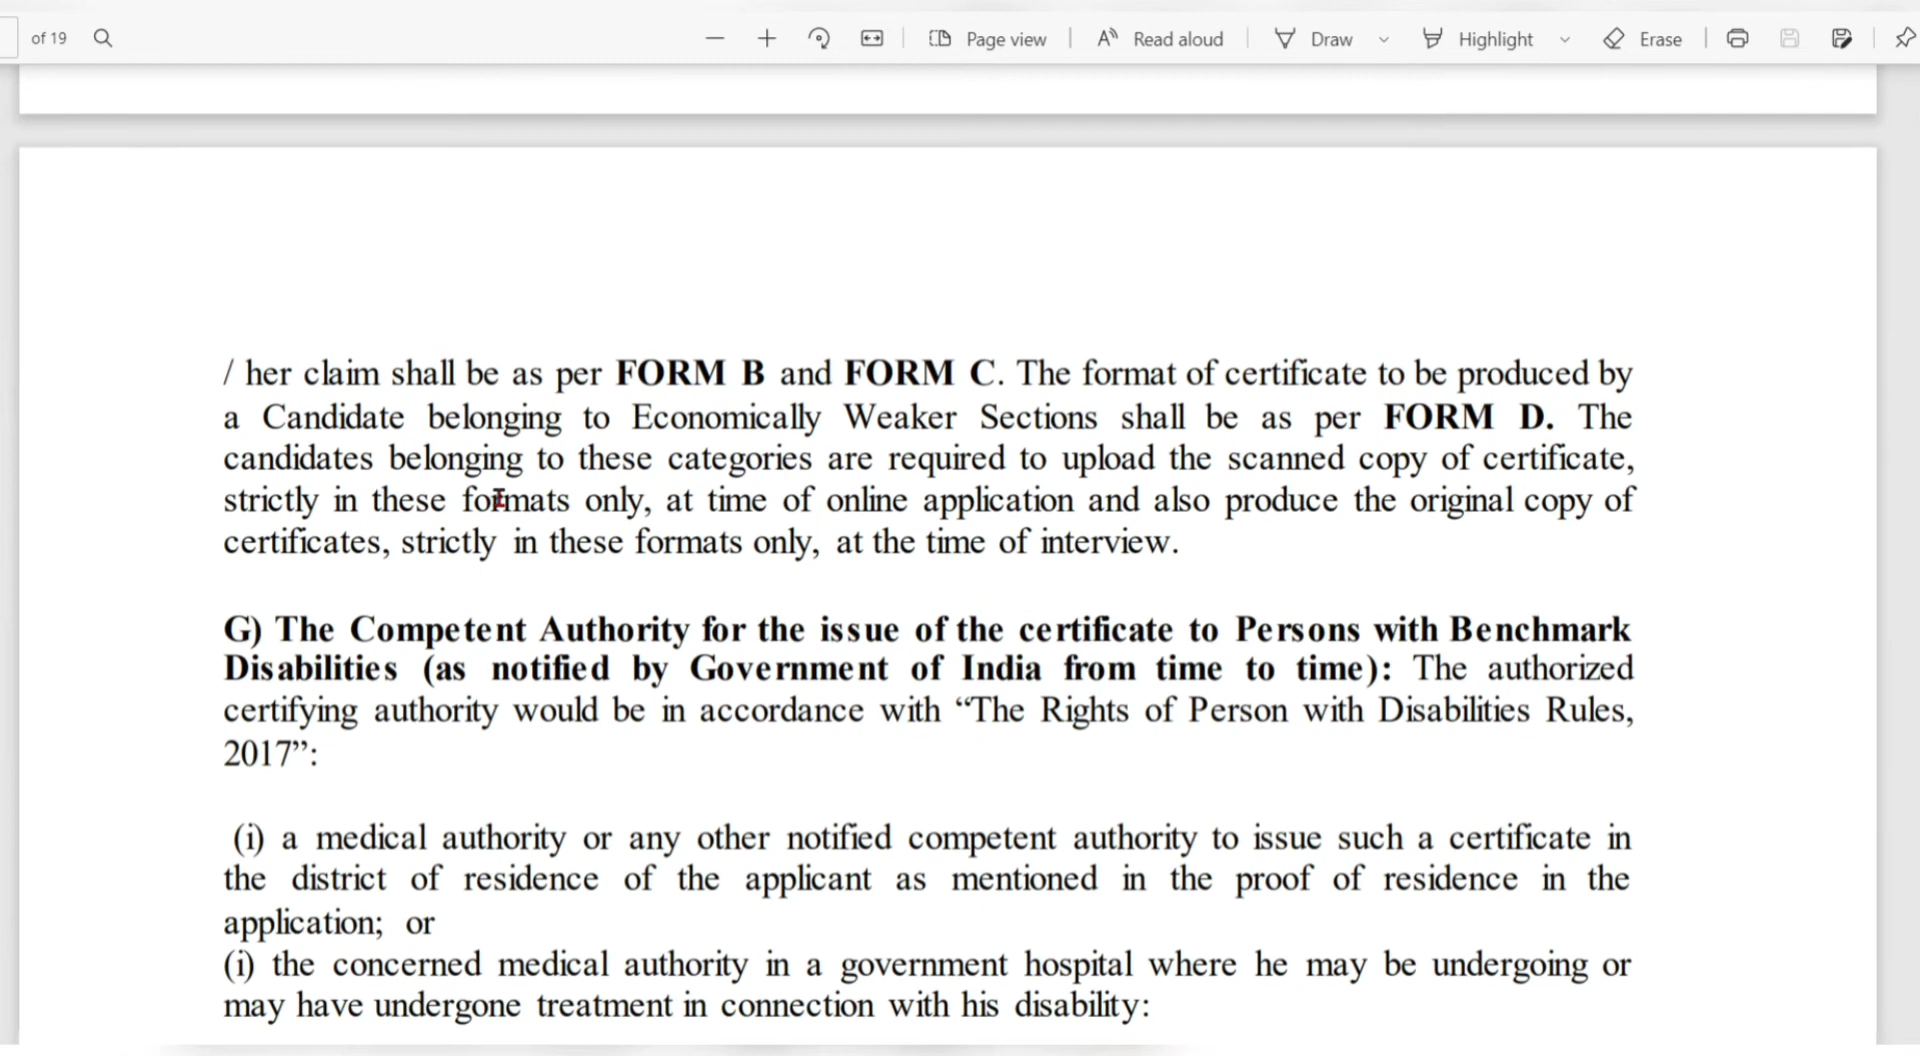 of 19
Page view
Read aloud
Draw
Highlight
Erase
/ her claim shall be as per FORM B and FORM C. The format of certificate to be produced by
a Candidate belonging to Economically Weaker Sections shall be as per FORM D. The
candidates belonging to these categories are required to upload the scanned copy of certificate,
strictly in these formats only, at time of online application and also produce the original copy of
certificates, strictly in these formats only, at the time of interview.
G) The Competent Authority for the issue of the certificate to Persons with Benchmark
Disabilities (as notified by Government of India from time to time): The authorized
certifying authority would be in accordance with “The Rights of Person with Disabilities Rules,
2017”:
(i) a medical authority or any other notified competent authority to issue such a certificate in
the district of residence of the applicant as mentioned in the proof of residence in the
application; or
(i) the concerned medical authority in a government hospital where he may be undergoing or
may have undergone treatment in connection with his disability: